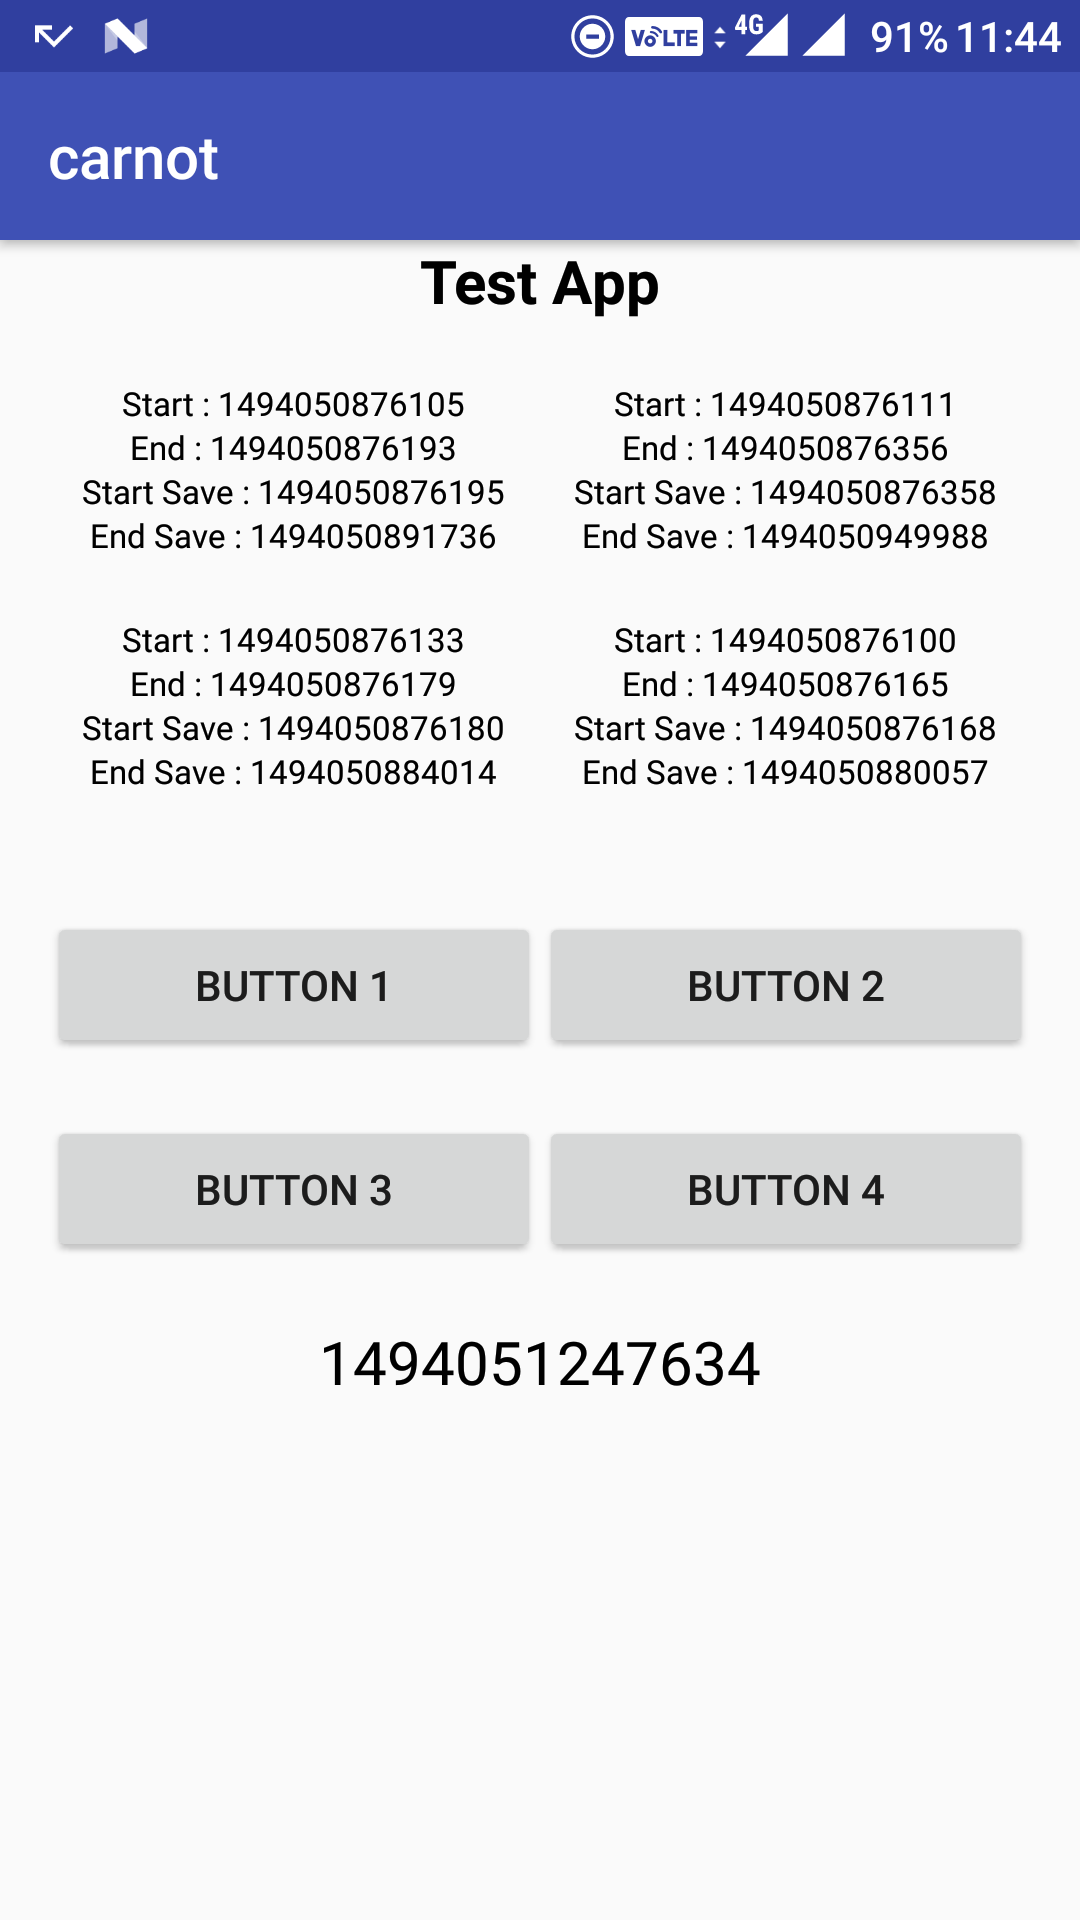 VoLTE 4G 91% 11:44
carnot
Test App
Start : 1494050876105
End : 1494050876193
Start Save : 1494050876195
End Save : 1494050891736
Start : 1494050876111
End : 1494050876356
Start Save : 1494050876358
End Save : 1494050949988
Start : 1494050876133
End : 1494050876179
Start Save : 1494050876180
End Save : 1494050884014
Start : 1494050876100
End : 1494050876165
Start Save : 1494050876168
End Save : 1494050880057
BUTTON 1
BUTTON 2
BUTTON 3
BUTTON 4
1494051247634